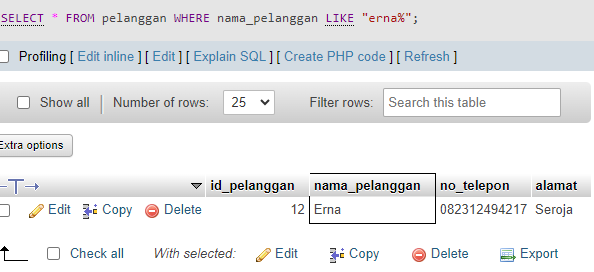 SELECT * FROM pelanggan WHERE nama_pelanggan LIKE "erna%";
Profiling [ Edit inline ] [ Edit ] [ Explain SQL ] [ Create PHP code ] [ Refresh ]
Show all Number of rows: 25 Filter rows: Search this table
Extra options
id_pelanggan nama_pelanggan no_telepon alamat
Edit Copy Delete 12 Erna 082312494217 Seroja
Check all With selected: Edit Copy Delete Export